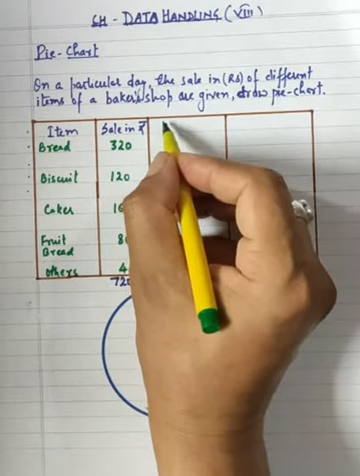 CH - DATA HANDLING (VIII)
Pie-Chart
On a particular day, the sale in (Rs) of different
items of a baker's shop are given, draw pie-chart.
Item Sale in ₹
Bread 320
Biscuit 120
Cakes
Fruit
Bread
Others
720